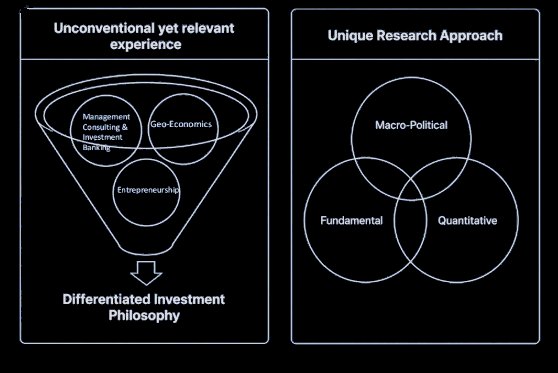 Unconventional yet relevant
experience
Management
Consulting &
Investment
Banking
Geo-Economics
Entrepreneurship
Differentiated Investment
Philosophy
Unique Research Approach
Macro-Political
Fundamental
Quantitative